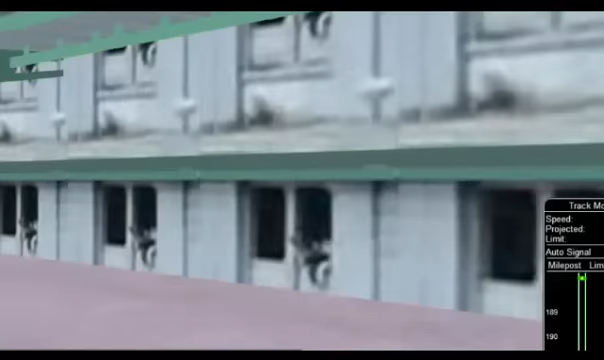 Track Mo
Speed:
Projected:
Limit:
Auto Signal
Milepost Lim
189
190